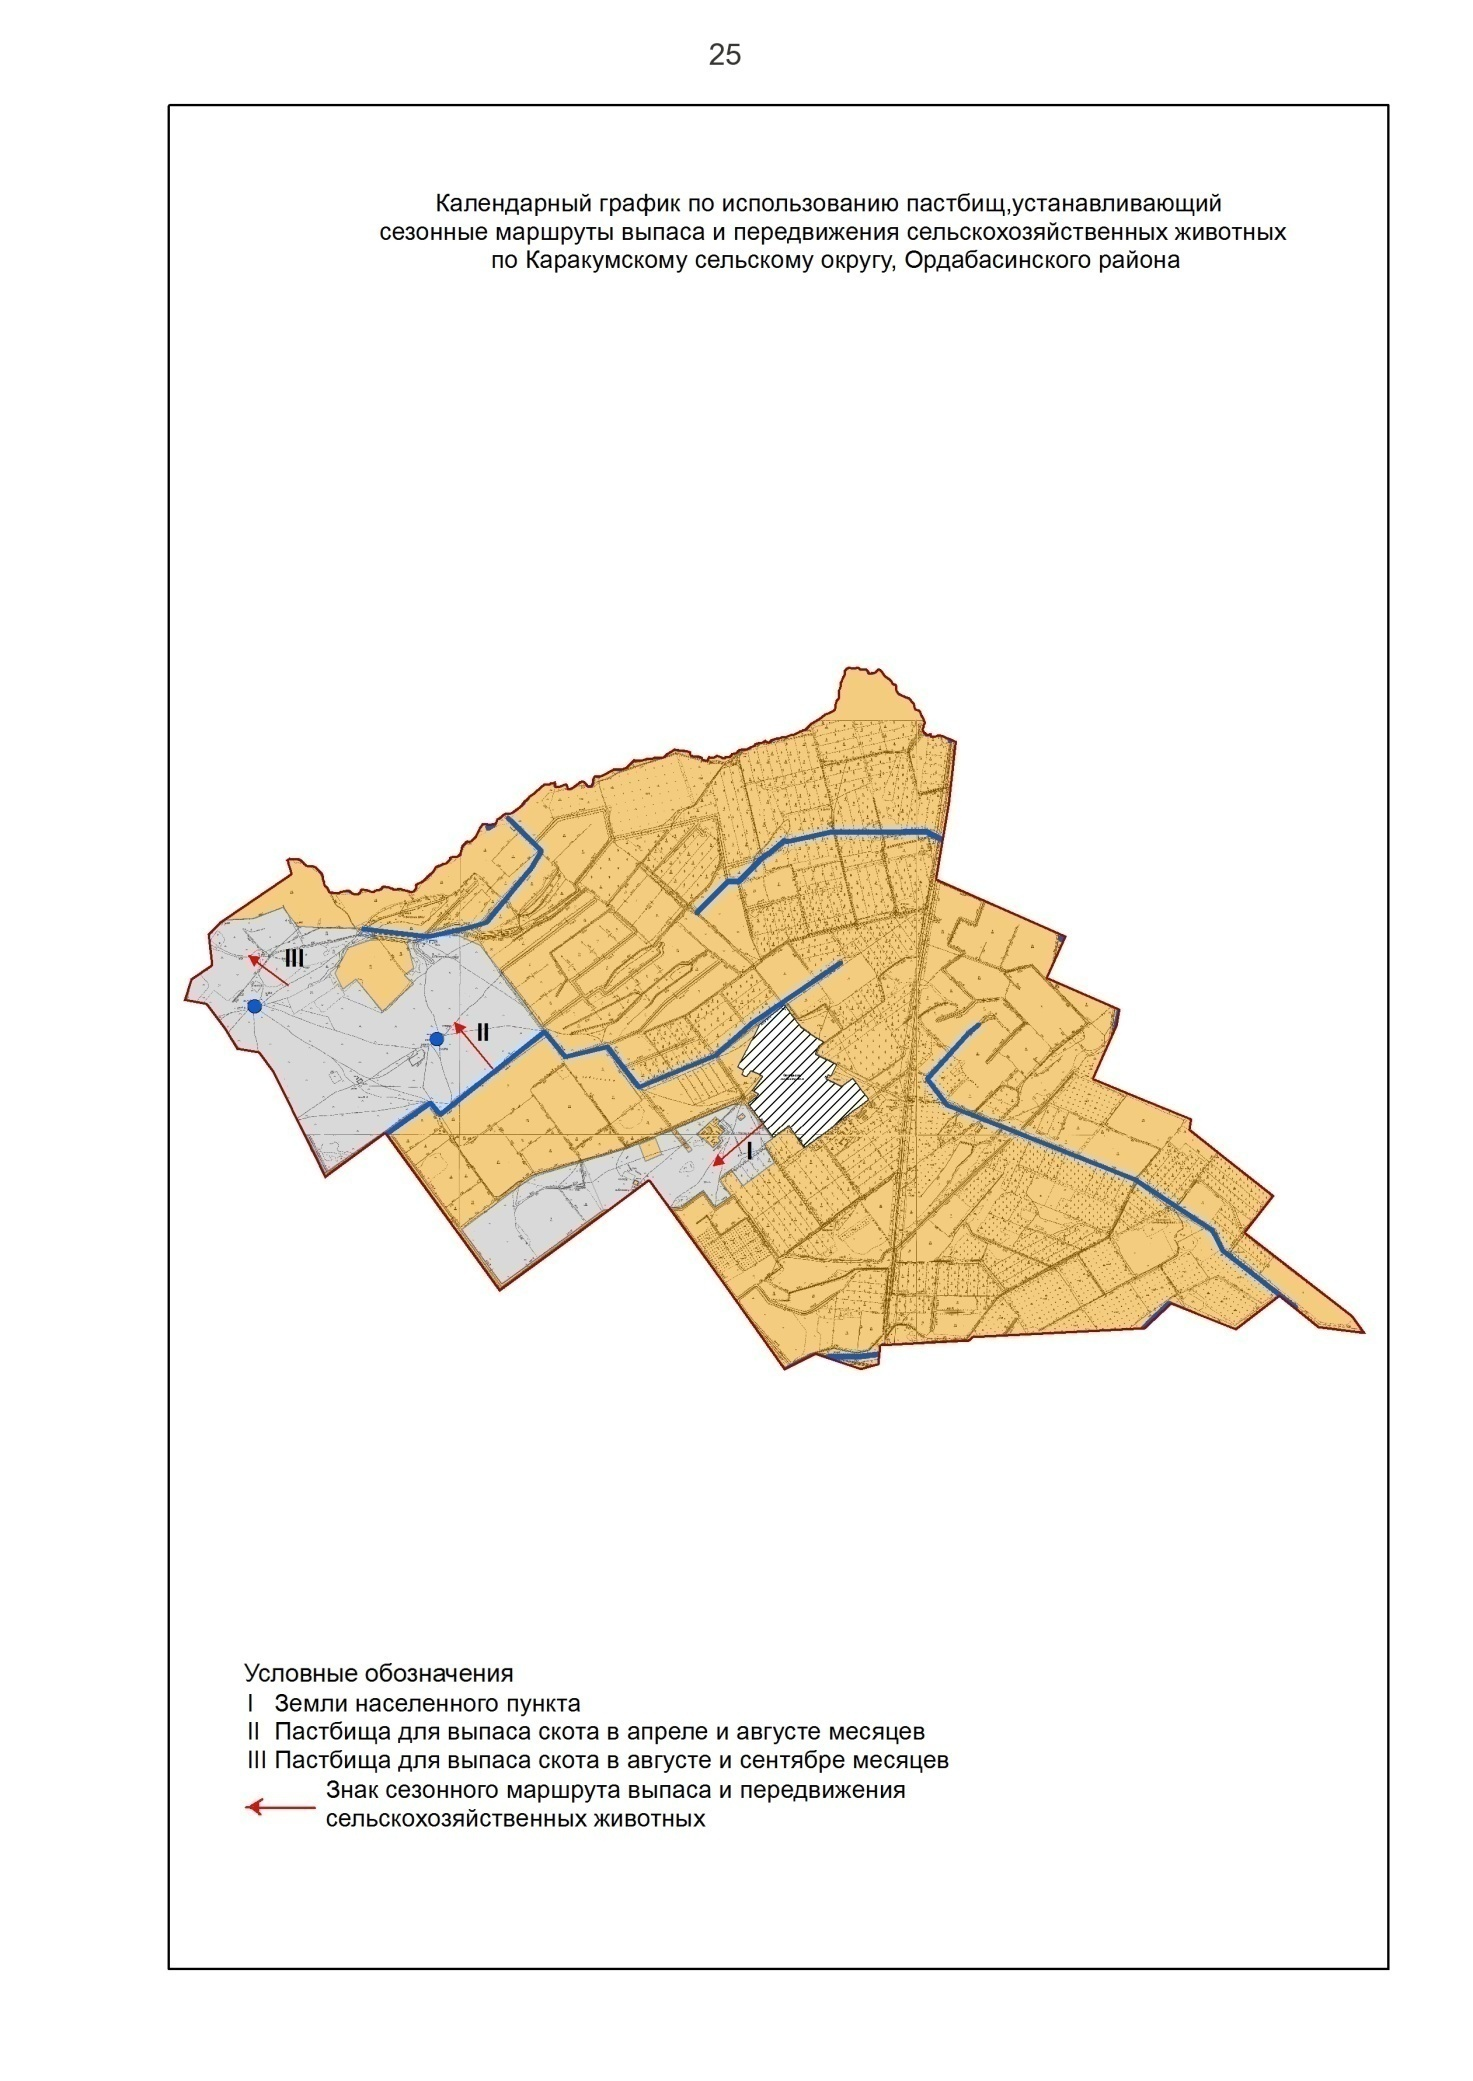 25
Календарный график по использованию пастбищ,устанавливающий
сезонные маршруты выпаса и передвижения сельскохозяйственных животных
по Каракумскому сельскому округу, Ордабасинского района
III
II
I
Условные обозначения
I Земли населенного пункта
II Пастбища для выпаса скота в апреле и августе месяцев
III Пастбища для выпаса скота в августе и сентябре месяцев
Знак сезонного маршрута выпаса и передвижения
сельскохозяйственных животных